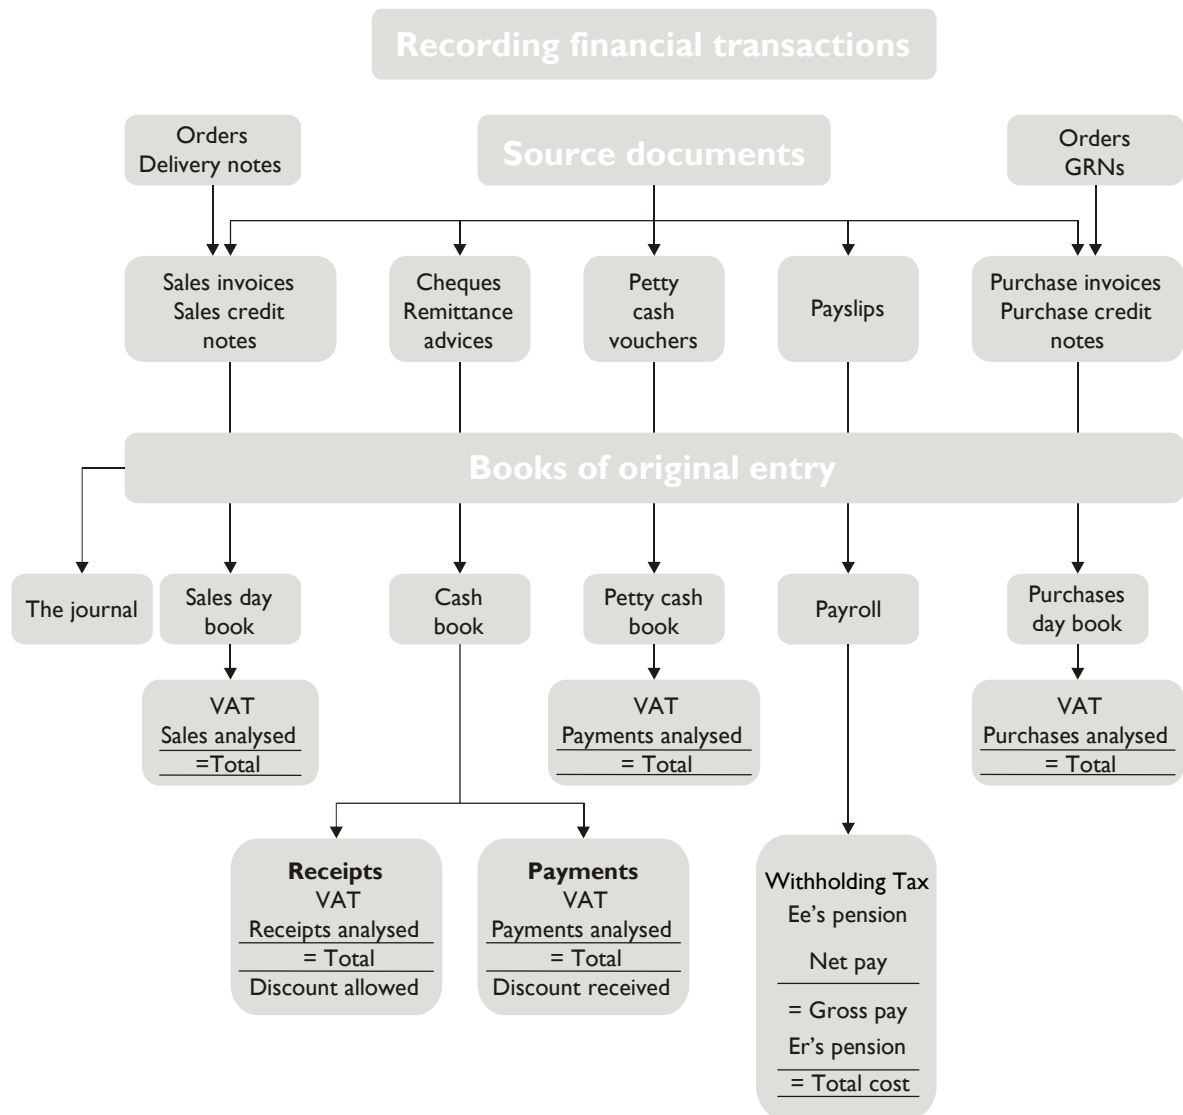 Recording financial transactions
Orders
Delivery notes
Source documents
Orders
GRNs
Sales invoices
Sales credit
notes
Cheques
Remittance
advices
Petty
cash
vouchers
Payslips
Purchase invoices
Purchase credit
notes
Books of original entry
The journal
Sales day
book
Cash
book
Petty cash
book
Payroll
Purchases
day book
VAT
Sales analysed
=Total
VAT
Payments analysed
= Total
VAT
Purchases analysed
= Total
Receipts
VAT
Receipts analysed
= Total
Discount allowed
Payments
VAT
Payments analysed
= Total
Discount received
Withholding Tax
Ee's pension
Net pay
= Gross pay
Er's pension
= Total cost